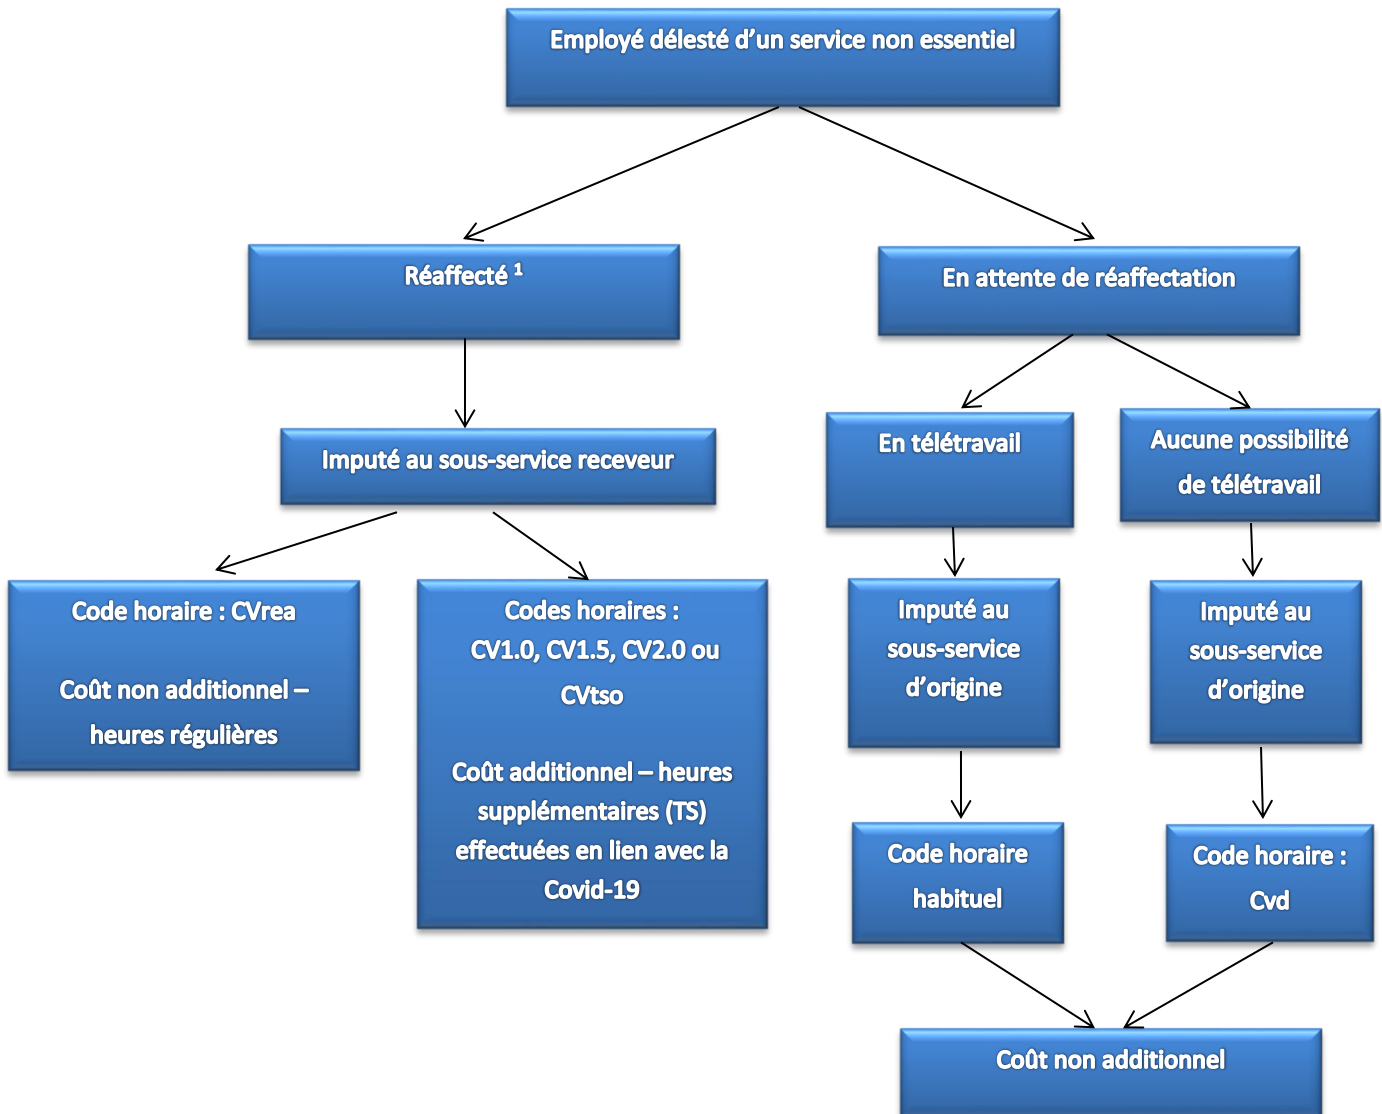 Employé délesté d’un service non essentiel
Réaffecté ¹
En attente de réaffectation
Imputé au sous-service receveur
En télétravail
Aucune possibilité
de télétravail
Code horaire : CVrea
Coût non additionnel –
heures régulières
Codes horaires :
CV1.0, CV1.5, CV2.0 ou
CVtso
Coût additionnel – heures
supplémentaires (TS)
effectuées en lien avec la
Covid-19
Imputé au
sous-service
d’origine
Imputé au
sous-service
d’origine
Code horaire
habituel
Code horaire :
Cvd
Coût non additionnel